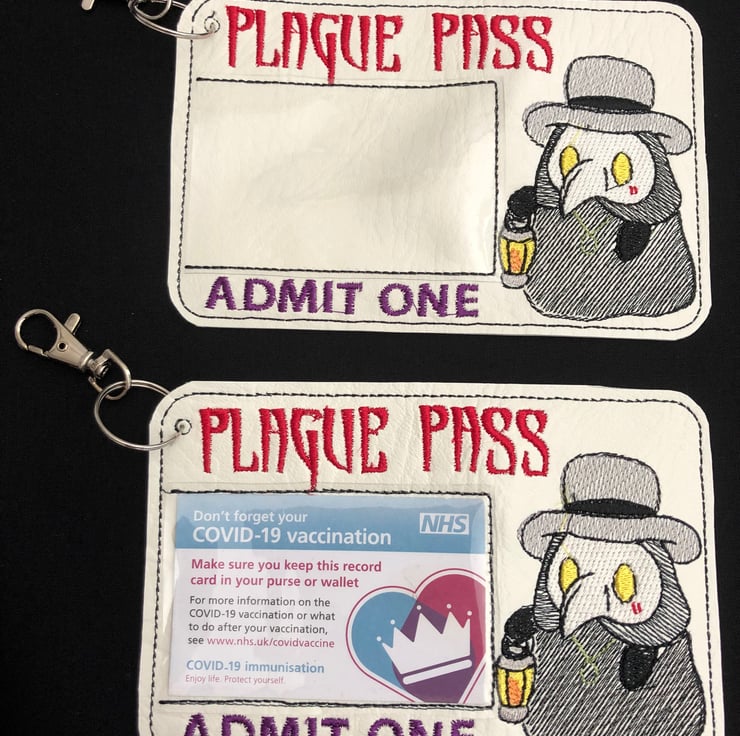 PLAGUE PASS
ADMIT ONE
PLAGUE PASS
Don't forget your
COVID-19 vaccination
NHS
Make sure you keep this record
card in your purse or wallet
For more information on the
COVID-19 vaccination or what
to do after your vaccination,
see www.nhs.uk/covidvaccine
COVID-19 immunisation
Enjoy life. Protect yourself.
ADMIT ONE